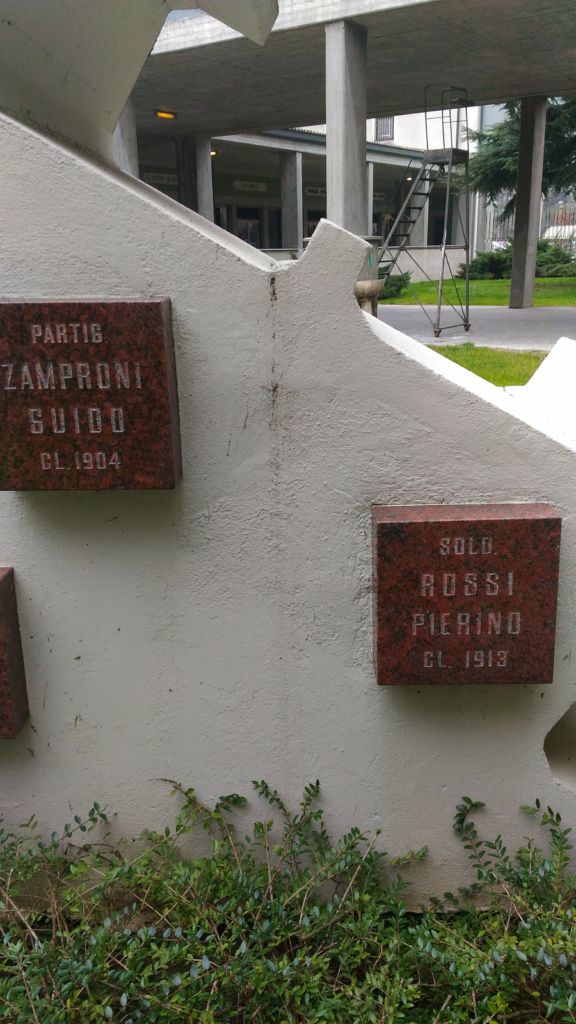 PARTIG.
ZAMPRONI
GUIDO
CL. 1904
SOLD.
ROSSI
PIERINO
CL. 1913